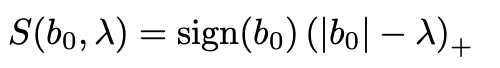 S(b₀, λ) = sign(b₀) (|b₀| − λ)₊